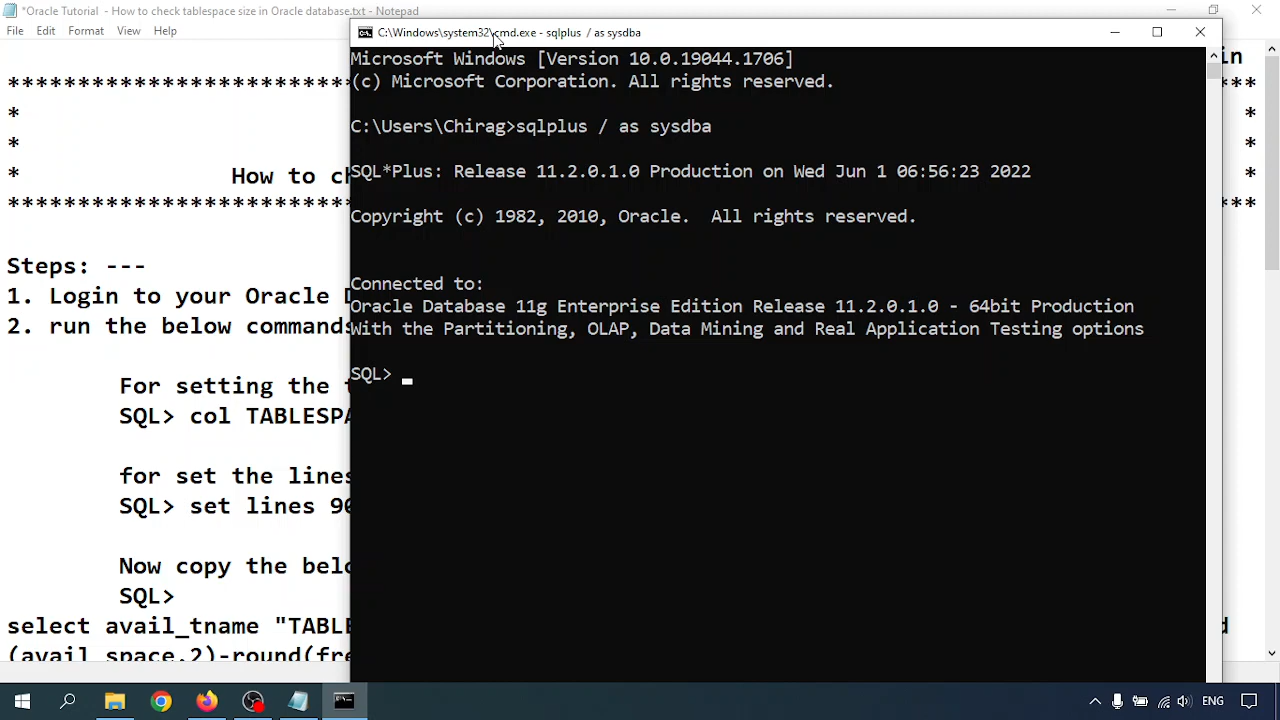 *Oracle Tutorial - How to check tablespace size in Oracle database.txt - Notepad
File Edit Format View Help
in
How to c
Steps: ---
1. Login to your Oracle
2. run the below commands
For setting the
SQL> col TABLESPA
for set the lines
SQL> set lines 90
Now copy the bel
SQL>
select avail_tname "TABLE
d
(avail_space,2)-round(fre
C:\Windows\system32\cmd.exe - sqlplus / as sysdba
Microsoft Windows [Version 10.0.19044.1706]
(c) Microsoft Corporation. All rights reserved.
C:\Users\Chirag>sqlplus / as sysdba
SQL*Plus: Release 11.2.0.1.0 Production on Wed Jun 1 06:56:23 2022
Copyright (c) 1982, 2010, Oracle.  All rights reserved.
Connected to:
Oracle Database 11g Enterprise Edition Release 11.2.0.1.0 - 64bit Production
With the Partitioning, OLAP, Data Mining and Real Application Testing options
SQL>
ENG